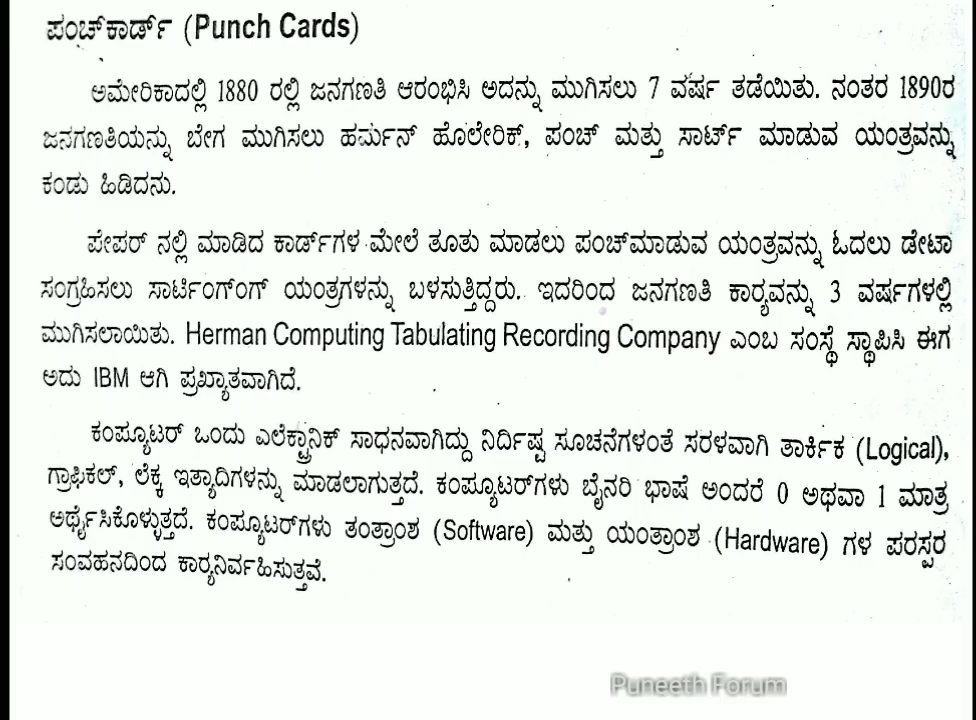 ಪಂಚ್‌ಕಾರ್ಡ್ (Punch Cards)
ಅಮೇರಿಕಾದಲ್ಲಿ 1880 ರಲ್ಲಿ ಜನಗಣತಿ ಆರಂಭಿಸಿ ಅದನ್ನು ಮುಗಿಸಲು 7 ವರ್ಷ ತಡೆಯಿತು. ನಂತರ 1890ರ
ಜನಗಣತಿಯನ್ನು ಬೇಗ ಮುಗಿಸಲು ಹರ್ಮನ್ ಹೊಲೇರಿಕ್, ಪಂಚ್ ಮತ್ತು ಸಾರ್ಟ್ ಮಾಡುವ ಯಂತ್ರವನ್ನು
ಕಂಡು ಹಿಡಿದನು.
ಪೇಪರ್ ನಲ್ಲಿ ಮಾಡಿದ ಕಾರ್ಡ್‌ಗಳ ಮೇಲೆ ತೂತು ಮಾಡಲು ಪಂಚ್‌ಮಾಡುವ ಯಂತ್ರವನ್ನು ಓದಲು ಡೇಟಾ
ಸಂಗ್ರಹಿಸಲು ಸಾರ್ಟಿಂಗ್‌ಂಗ್ ಯಂತ್ರಗಳನ್ನು ಬಳಸುತ್ತಿದ್ದರು. ಇದರಿಂದ ಜನಗಣತಿ ಕಾರ್‍ಯವನ್ನು 3 ವರ್ಷಗಳಲ್ಲಿ
ಮುಗಿಸಲಾಯಿತು. Herman Computing Tabulating Recording Company ಎಂಬ ಸಂಸ್ಥೆ ಸ್ಥಾಪಿಸಿ ಈಗ
ಅದು IBM ಆಗಿ ಪ್ರಖ್ಯಾತವಾಗಿದೆ.
ಕಂಪ್ಯೂಟರ್ ಒಂದು ಎಲೆಕ್ಟ್ರಾನಿಕ್ ಸಾಧನವಾಗಿದ್ದು ನಿರ್ದಿಷ್ಟ ಸೂಚನೆಗಳಂತೆ ಸರಳವಾಗಿ ತಾರ್ಕಿಕ (Logical),
ಗ್ರಾಫಿಕಲ್, ಲೆಕ್ಕ ಇತ್ಯಾದಿಗಳನ್ನು ಮಾಡಲಾಗುತ್ತದೆ. ಕಂಪ್ಯೂಟರ್‌ಗಳು ಬೈನರಿ ಭಾಷೆ ಅಂದರೆ 0 ಅಥವಾ 1 ಮಾತ್ರ
ಅರ್ಥೈಸಿಕೊಳ್ಳುತ್ತದೆ. ಕಂಪ್ಯೂಟರ್‌ಗಳು ತಂತ್ರಾಂಶ (Software) ಮತ್ತು ಯಂತ್ರಾಂಶ (Hardware) ಗಳ ಪರಸ್ಪರ
ಸಂವಹನದಿಂದ ಕಾರ್‍ಯನಿರ್ವಹಿಸುತ್ತವೆ.
Puneeth Forum